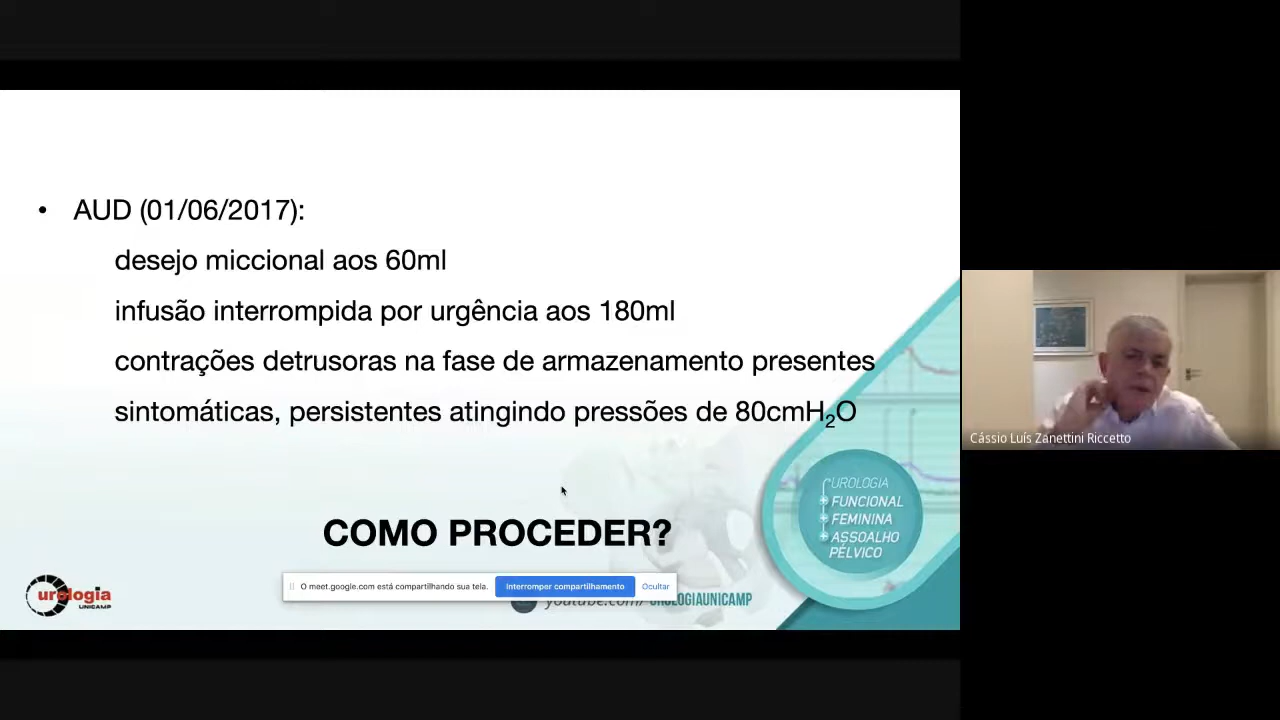 • AUD (01/06/2017):
desejo miccional aos 60ml
infusão interrompida por urgência aos 180ml
contrações detrusoras na fase de armazenamento presentes
sintomáticas, persistentes atingindo pressões de 80cmH₂O
COMO PROCEDER?
O meet.google.com está compartilhando sua tela. Interromper compartilhamento Ocultar
youtube.com/UROLOGIAUNICAMP
urologia
UNICAMP
UROLOGIA
FUNCIONAL
FEMININA
ASSOALHO
PÉLVICO
Cássio Luís Zanettini Riccetto